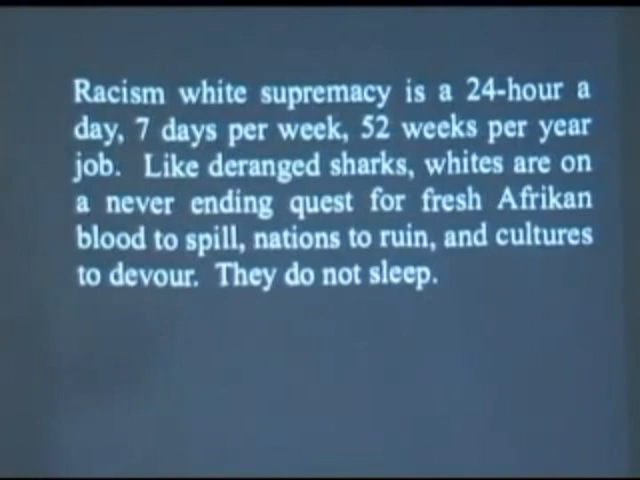 Racism white supremacy is a 24-hour a
day, 7 days per week, 52 weeks per year
job. Like deranged sharks, whites are on
a never ending quest for fresh Afrikan
blood to spill, nations to ruin, and cultures
to devour. They do not sleep.